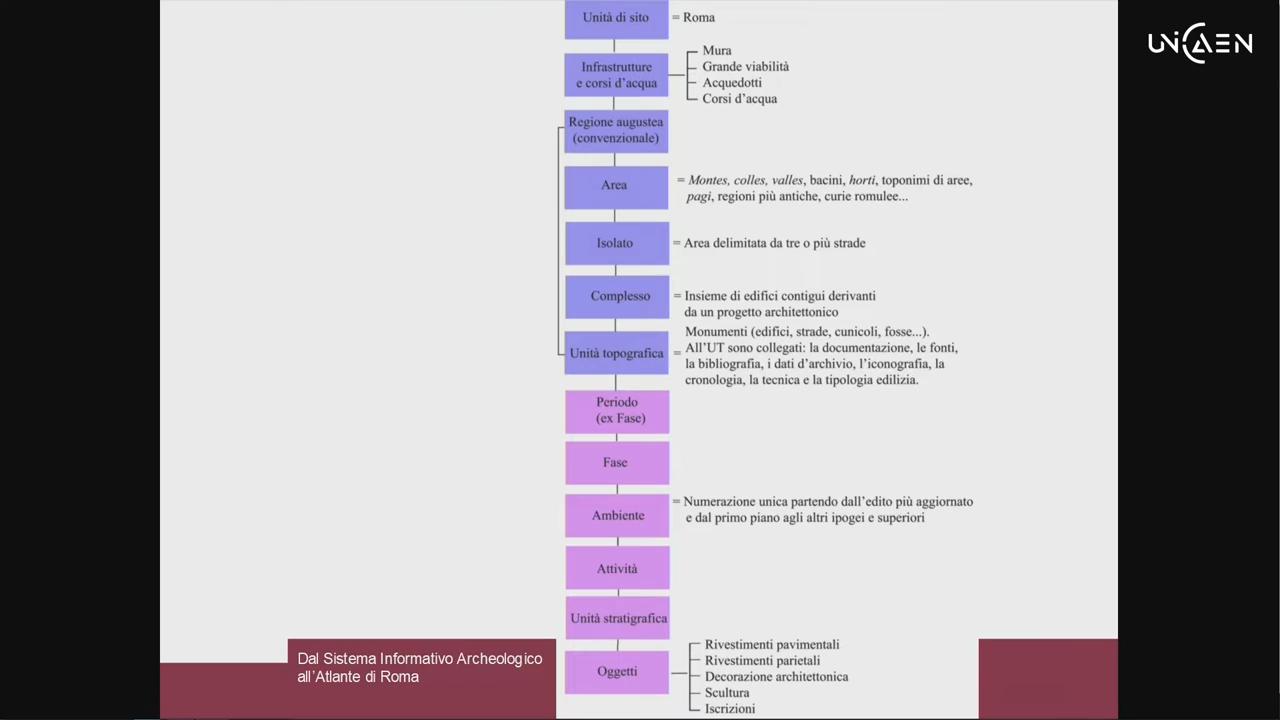 UNICAEN
Unità di sito
= Roma
Infrastrutture
e corsi d'acqua
Mura
Grande viabilità
Acquedotti
Corsi d'acqua
Regione augustea
(convenzionale)
Area
= Montes, colles, valles, bacini, horti, toponimi di aree,
pagi, regioni più antiche, curie romulee...
Isolato
= Area delimitata da tre o più strade
Complesso
= Insieme di edifici contigui derivanti
da un progetto architettonico
Unità topografica
Monumenti (edifici, strade, cunicoli, fosse...).
= All'UT sono collegati: la documentazione, le fonti,
la bibliografia, i dati d'archivio, l'iconografia, la
cronologia, la tecnica e la tipologia edilizia.
Periodo
(ex Fase)
Fase
Ambiente
= Numerazione unica partendo dall'edito più aggiornato
e dal primo piano agli altri ipogei e superiori
Attività
Unità stratigrafica
Oggetti
Rivestimenti pavimentali
Rivestimenti parietali
Decorazione architettonica
Scultura
Iscrizioni
Dal Sistema Informativo Archeologico
all'Atlante di Roma